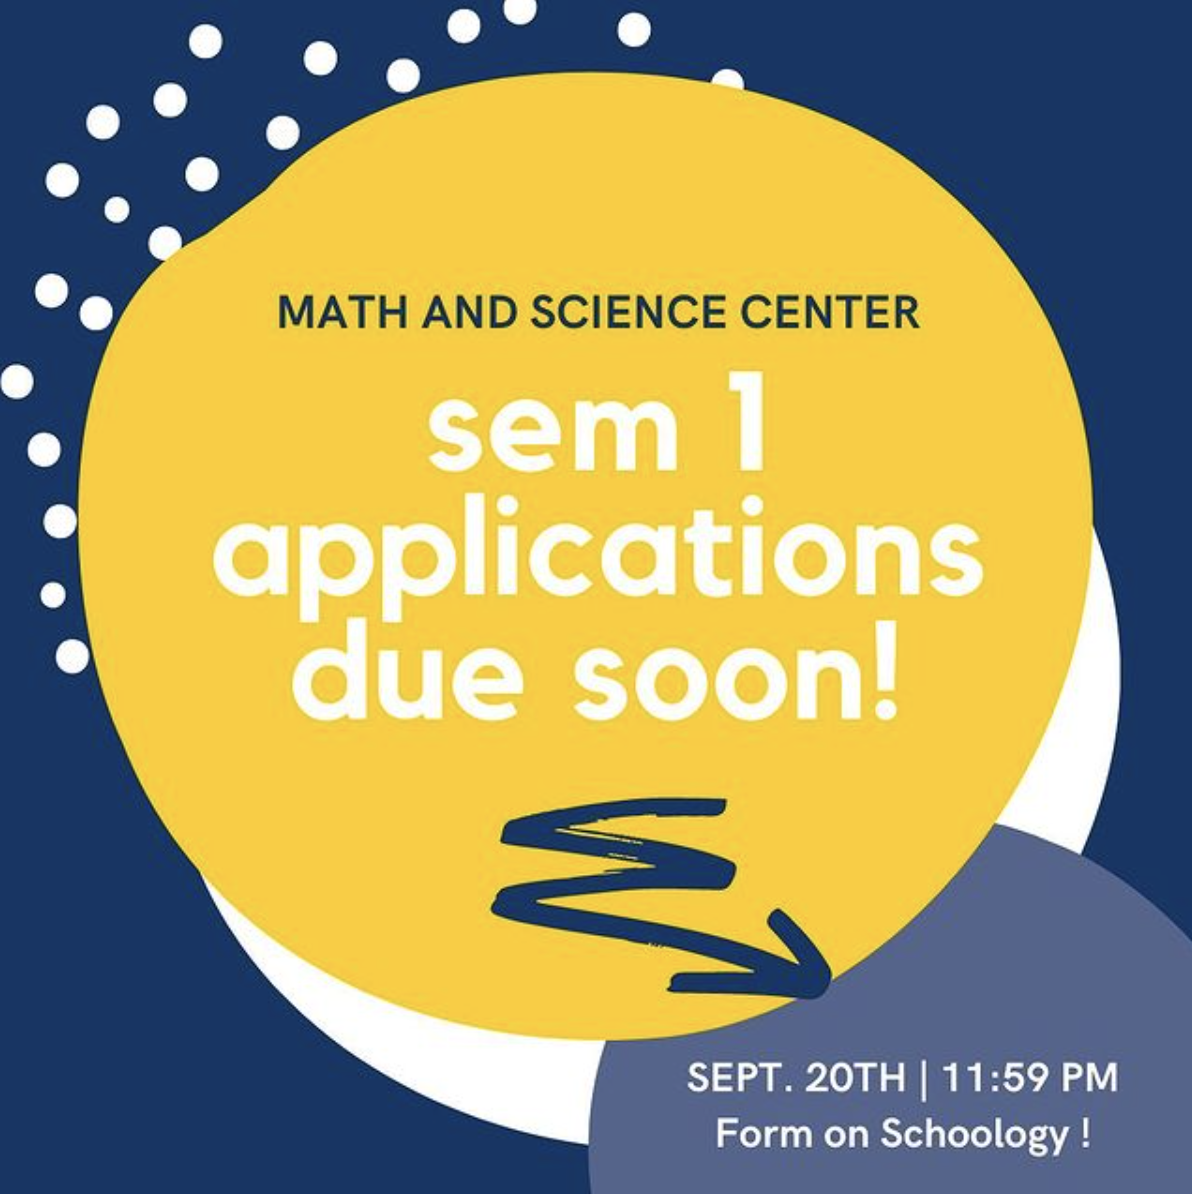 MATH AND SCIENCE CENTER
sem 1
applications
due soon!
SEPT. 20TH | 11:59 PM
Form on Schoology !